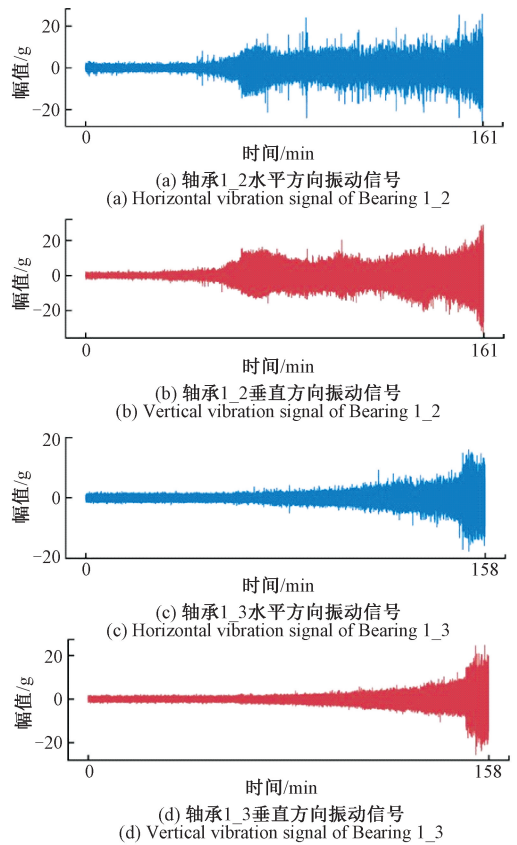 20
0
−20
幅值/g
0
161
时间/min
(a) 轴承1_2水平方向振动信号
(a) Horizontal vibration signal of Bearing 1_2
20
0
−20
幅值/g
0
161
时间/min
(b) 轴承1_2垂直方向振动信号
(b) Vertical vibration signal of Bearing 1_2
20
0
−20
幅值/g
0
158
时间/min
(c) 轴承1_3水平方向振动信号
(c) Horizontal vibration signal of Bearing 1_3
20
0
−20
幅值/g
0
158
时间/min
(d) 轴承1_3垂直方向振动信号
(d) Vertical vibration signal of Bearing 1_3